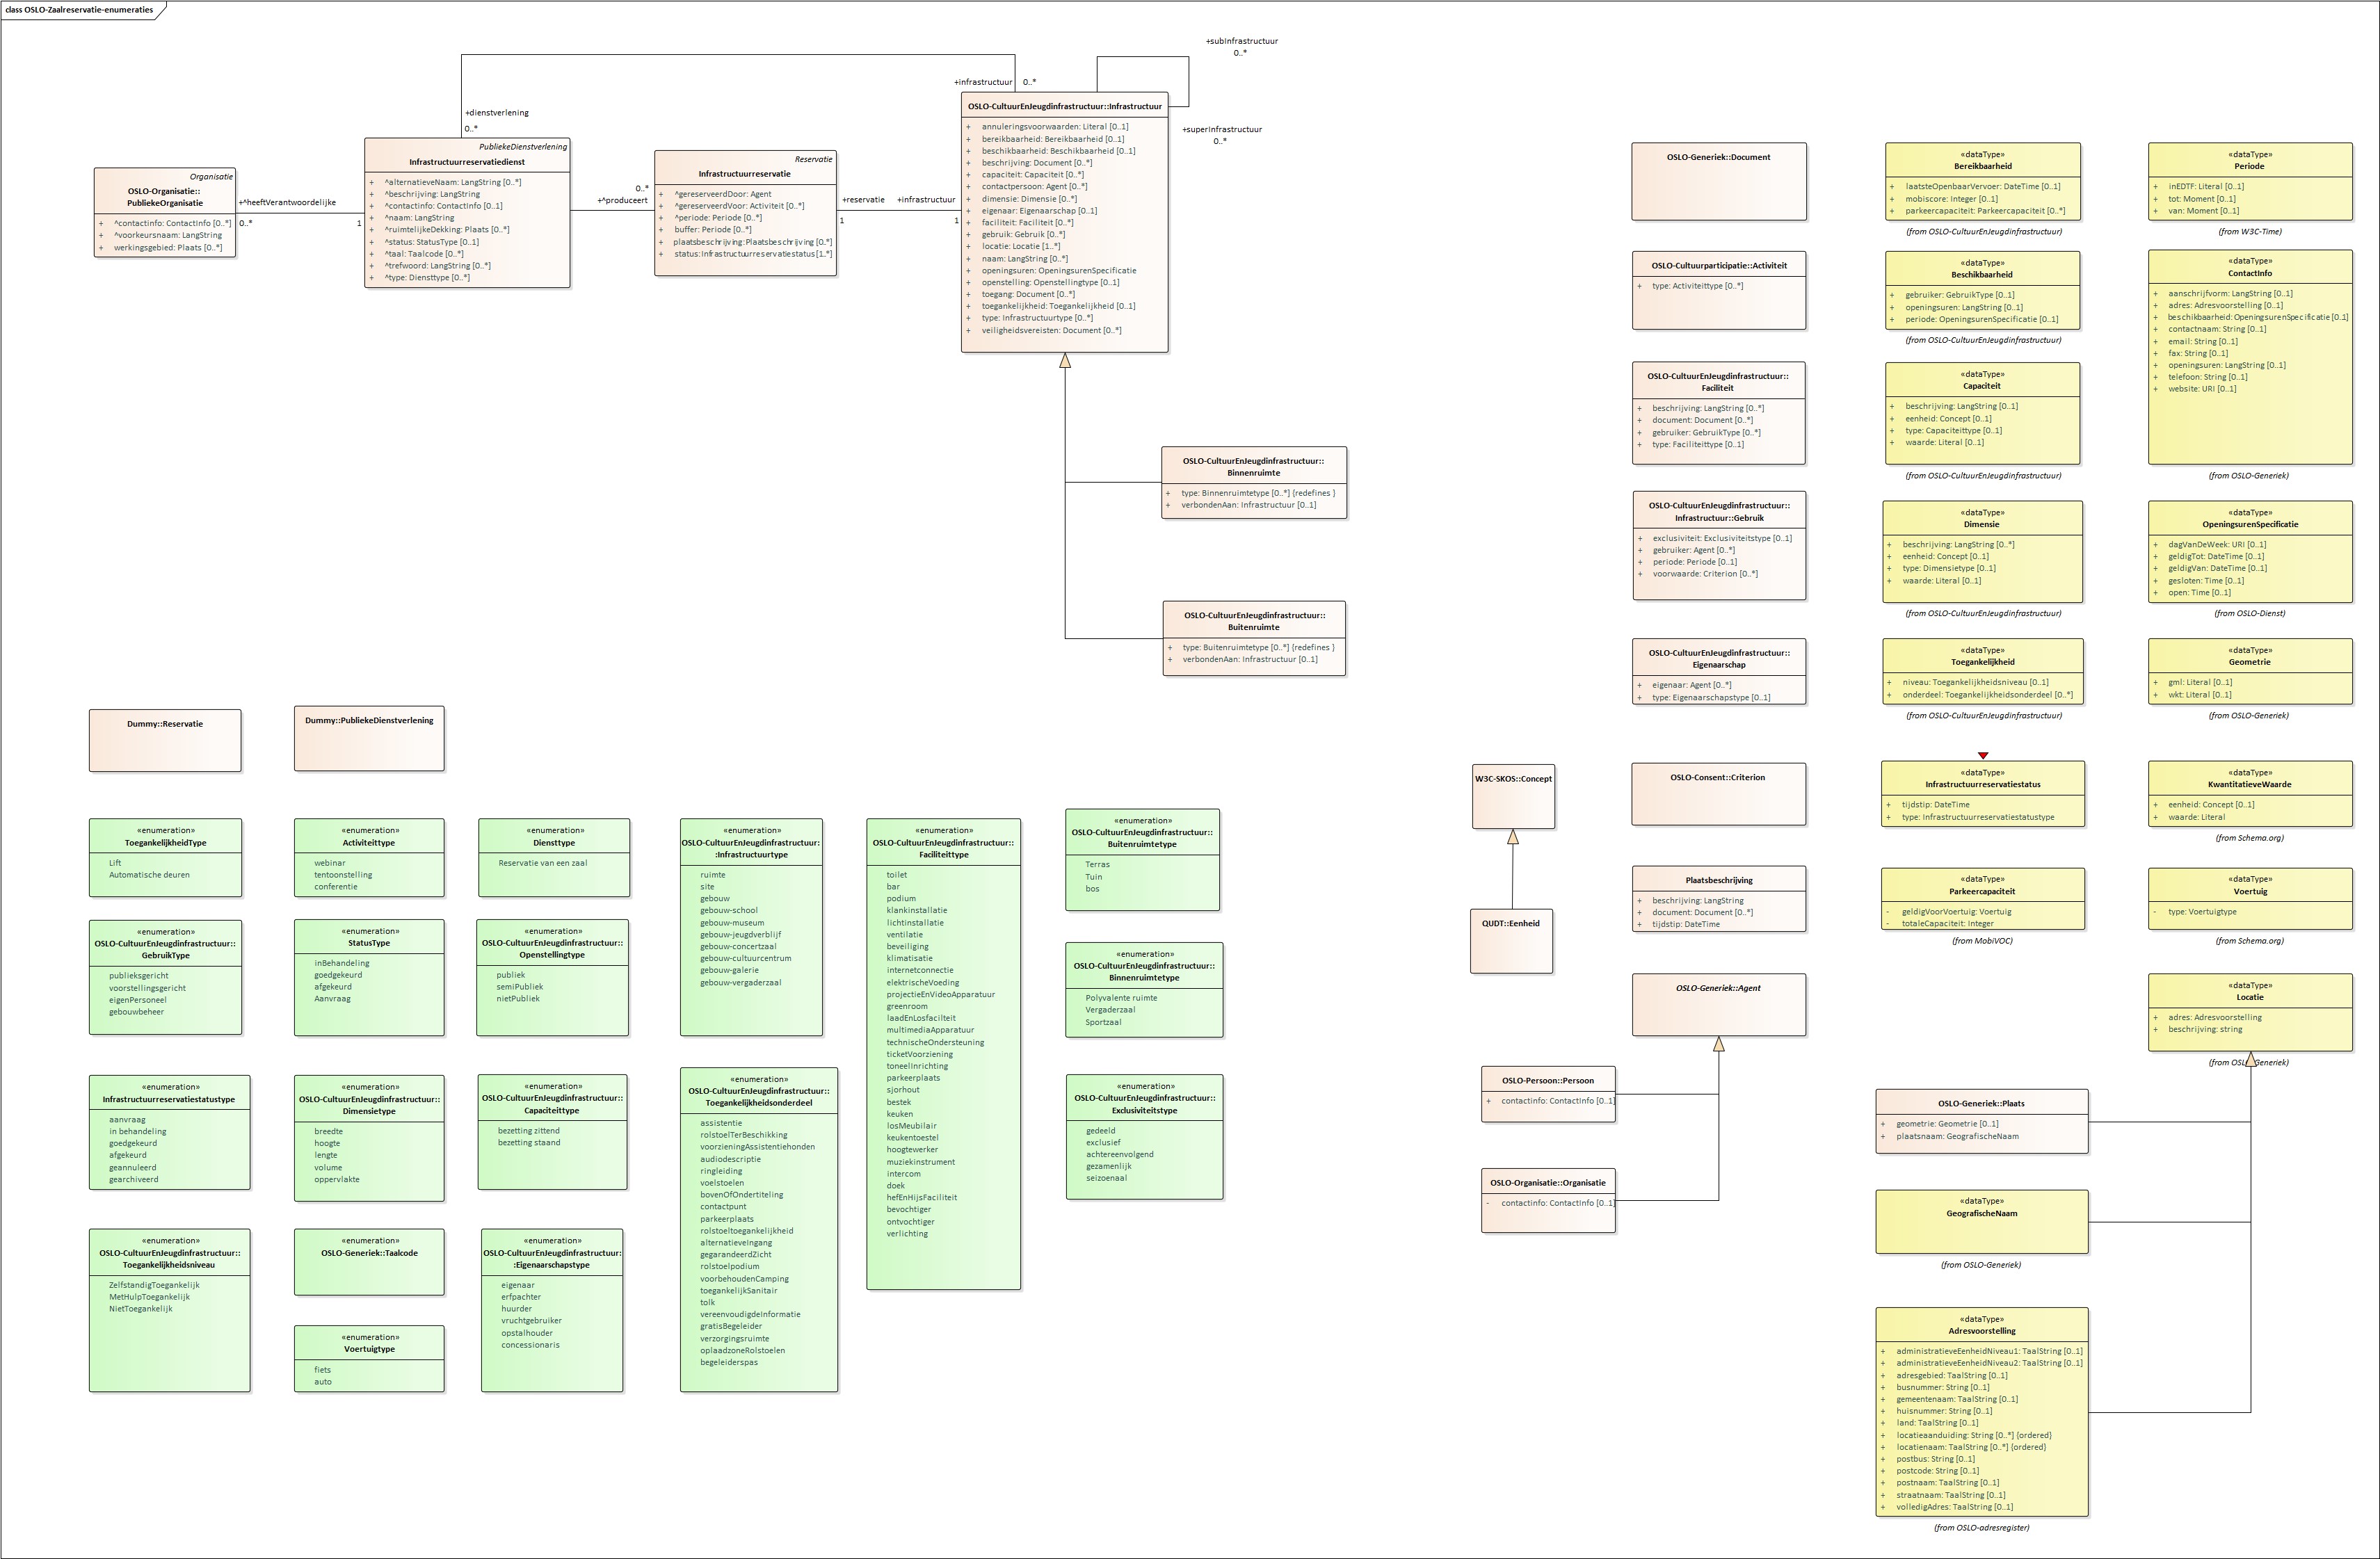 class OSLO-Zaalreservatie-enumeraties
+subInfrastructuur
0..*
+infrastructuur
0..*
+dienstverlening
0..*
+superInfrastructuur
0..*
Organisatie
OSLO-Organisatie::
PubliekeOrganisatie
+ ^contactinfo: ContactInfo [0..*]
+ ^voorkeursnaam: LangString
+ werkingsgebied: Plaats [0..*]
+^heeftVerantwoordelijke
0..*
1
PubliekeDienstverlening
Infrastructuurreservatiedienst
+ ^alternatieveNaam: LangString [0..*]
+ ^beschrijving: LangString
+ ^contactinfo: ContactInfo [0..1]
+ ^naam: LangString
+ ^ruimtelijkeDekking: Plaats [0..*]
+ ^status: StatusType [0..1]
+ ^taal: Taalcode [0..*]
+ ^trefwoord: LangString [0..*]
+ ^type: Diensttype [0..*]
0..*
+^produceert
Reservatie
Infrastructuurreservatie
+ ^gereserveerdDoor: Agent
+ ^gereserveerdVoor: Activiteit [0..*]
+ ^periode: Periode [0..*]
+ buffer: Periode [0..*]
+ plaatsbeschrijving: Plaatsbeschrijving [0..*]
+ status: Infrastructuurreservatiestatus [1..*]
+reservatie
1
+infrastructuur
1
OSLO-CultuurEnJeugdinfrastructuur::Infrastructuur
+ annuleringsvoorwaarden: Literal [0..1]
+ bereikbaarheid: Bereikbaarheid [0..1]
+ beschikbaarheid: Beschikbaarheid [0..1]
+ beschrijving: Document [0..*]
+ capaciteit: Capaciteit [0..*]
+ contactpersoon: Agent [0..*]
+ dimensie: Dimensie [0..*]
+ eigenaar: Eigenaarschap [0..1]
+ faciliteit: Faciliteit [0..*]
+ gebruik: Gebruik [0..*]
+ locatie: Locatie [1..*]
+ naam: LangString [0..*]
+ openingsuren: OpeningsurenSpecificatie
+ openstelling: Openstellingtype [0..1]
+ toegang: Document [0..*]
+ toegankelijkheid: Toegankelijkheid [0..1]
+ type: Infrastructuurtype [0..*]
+ veiligheidsvereisten: Document [0..*]
OSLO-CultuurEnJeugdinfrastructuur::
Binnenruimte
+ type: Binnenruimtetype [0..*] {redefines }
+ verbondenAan: Infrastructuur [0..1]
OSLO-CultuurEnJeugdinfrastructuur::
Buitenruimte
+ type: Buitenruimtetype [0..*] {redefines }
+ verbondenAan: Infrastructuur [0..1]
OSLO-Generiek::Document
OSLO-Cultuurparticipatie::Activiteit
+ type: Activiteittype [0..*]
OSLO-CultuurEnJeugdinfrastructuur::
Faciliteit
+ beschrijving: LangString [0..*]
+ document: Document [0..*]
+ gebruiker: GebruikType [0..*]
+ type: Faciliteittype [0..1]
OSLO-CultuurEnJeugdinfrastructuur::
Infrastructuur::Gebruik
+ exclusiviteit: Exclusiviteitstype [0..1]
+ gebruiker: Agent [0..*]
+ periode: Periode [0..1]
+ voorwaarde: Criterion [0..*]
OSLO-CultuurEnJeugdinfrastructuur::
Eigenaarschap
+ eigenaar: Agent [0..*]
+ type: Eigenaarschapstype [0..1]
OSLO-Consent::Criterion
Plaatsbeschrijving
+ beschrijving: LangString
+ document: Document [0..*]
+ tijdstip: DateTime
W3C-SKOS::Concept
QUDT::Eenheid
OSLO-Generiek::Agent
OSLO-Persoon::Persoon
+ contactinfo: ContactInfo [0..1]
OSLO-Organisatie::Organisatie
- contactinfo: ContactInfo [0..1]
«dataType»
Bereikbaarheid
+ laatsteOpenbaarVervoer: DateTime [0..1]
+ mobiscore: Integer [0..1]
+ parkeercapaciteit: Parkeercapaciteit [0..*]
(from OSLO-CultuurEnJeugdinfrastructuur)
«dataType»
Beschikbaarheid
+ gebruiker: GebruikType [0..1]
+ openingsuren: LangString [0..1]
+ periode: OpeningsurenSpecificatie [0..1]
(from OSLO-CultuurEnJeugdinfrastructuur)
«dataType»
Capaciteit
+ beschrijving: LangString [0..1]
+ eenheid: Concept [0..1]
+ type: Capaciteittype [0..1]
+ waarde: Literal [0..1]
(from OSLO-CultuurEnJeugdinfrastructuur)
«dataType»
Dimensie
+ beschrijving: LangString [0..*]
+ eenheid: Concept [0..1]
+ type: Dimensietype [0..1]
+ waarde: Literal [0..1]
(from OSLO-CultuurEnJeugdinfrastructuur)
«dataType»
Toegankelijkheid
+ niveau: Toegankelijkheidsniveau [0..1]
+ onderdeel: Toegankelijkheidsonderdeel [0..*]
(from OSLO-CultuurEnJeugdinfrastructuur)
«dataType»
Infrastructuurreservatiestatus
+ tijdstip: DateTime
+ type: Infrastructuurreservatiestatustype
«dataType»
Parkeercapaciteit
- geldigVoorVoertuig: Voertuig
- totaleCapaciteit: Integer
(from MobiVOC)
«dataType»
Periode
+ inEDTF: Literal [0..1]
+ tot: Moment [0..1]
+ van: Moment [0..1]
(from W3C-Time)
«dataType»
ContactInfo
+ aanschrijfvorm: LangString [0..1]
+ adres: Adresvoorstelling [0..1]
+ beschikbaarheid: OpeningsurenSpecificatie [0..1]
+ contactnaam: String [0..1]
+ email: String [0..1]
+ fax: String [0..1]
+ openingsuren: LangString [0..1]
+ telefoon: String [0..1]
+ website: URI [0..1]
(from OSLO-Generiek)
«dataType»
OpeningsurenSpecificatie
+ dagVanDeWeek: URI [0..1]
+ geldigTot: DateTime [0..1]
+ geldigVan: DateTime [0..1]
+ gesloten: Time [0..1]
+ open: Time [0..1]
(from OSLO-Dienst)
«dataType»
Geometrie
+ gml: Literal [0..1]
+ wkt: Literal [0..1]
(from OSLO-Generiek)
«dataType»
KwantitatieveWaarde
+ eenheid: Concept [0..1]
+ waarde: Literal
(from Schema.org)
«dataType»
Voertuig
- type: Voertuigtype
(from Schema.org)
«dataType»
Locatie
+ adres: Adresvoorstelling
+ beschrijving: string
(from OSLO-Generiek)
OSLO-Generiek::Plaats
+ geometrie: Geometrie [0..1]
+ plaatsnaam: GeografischeNaam
«dataType»
GeografischeNaam
(from OSLO-Generiek)
«dataType»
Adresvoorstelling
+ administratieveEenheidNiveau1: TaalString [0..1]
+ administratieveEenheidNiveau2: TaalString [0..1]
+ adresgebied: TaalString [0..1]
+ busnummer: String [0..1]
+ gemeentenaam: TaalString [0..1]
+ huisnummer: String [0..1]
+ land: TaalString [0..1]
+ locatieaanduiding: String [0..*] {ordered}
+ locatienaam: TaalString [0..*] {ordered}
+ postbus: String [0..1]
+ postcode: String [0..1]
+ postnaam: TaalString [0..1]
+ straatnaam: TaalString [0..1]
+ volledigAdres: TaalString [0..1]
(from OSLO-adresregister)
Dummy::Reservatie
Dummy::PubliekeDienstverlening
«enumeration»
ToegankelijkheidType
Lift
Automatische deuren
«enumeration»
Activiteittype
webinar
tentoonstelling
conferentie
«enumeration»
Diensttype
Reservatie van een zaal
«enumeration»
OSLO-CultuurEnJeugdinfrastructuur::
GebruikType
publieksgericht
voorstellingsgericht
eigenPersoneel
gebouwbeheer
«enumeration»
StatusType
inBehandeling
goedgekeurd
afgekeurd
Aanvraag
«enumeration»
OSLO-CultuurEnJeugdinfrastructuur::
Openstellingtype
publiek
semiPubliek
nietPubliek
«enumeration»
Infrastructuurreservatiestatustype
aanvraag
in behandeling
goedgekeurd
afgekeurd
geannuleerd
gearchiveerd
«enumeration»
OSLO-CultuurEnJeugdinfrastructuur::
Dimensietype
breedte
hoogte
lengte
volume
oppervlakte
«enumeration»
OSLO-CultuurEnJeugdinfrastructuur::
Capaciteittype
bezetting zittend
bezetting staand
«enumeration»
OSLO-CultuurEnJeugdinfrastructuur::
Toegankelijkheidsniveau
ZelfstandigToegankelijk
MetHulpToegankelijk
NietToegankelijk
«enumeration»
OSLO-Generiek::Taalcode
«enumeration»
Voertuigtype
fiets
auto
«enumeration»
OSLO-CultuurEnJeugdinfrastructuur:
:Eigenaarschapstype
eigenaar
erfpachter
huurder
vruchtgebruiker
opstalhouder
concessionaris
«enumeration»
OSLO-CultuurEnJeugdinfrastructuur:
:Infrastructuurtype
ruimte
site
gebouw
gebouw-school
gebouw-museum
gebouw-jeugdverblijf
gebouw-concertzaal
gebouw-cultuurcentrum
gebouw-galerie
gebouw-vergaderzaal
«enumeration»
OSLO-CultuurEnJeugdinfrastructuur::
Toegankelijkheidsonderdeel
assistentie
rolstoelTerBeschikking
voorzieningAssistentiehonden
audiodescriptie
ringleiding
voelstoelen
bovenOfOndertiteling
contactpunt
parkeerplaats
rolstoeltoegankelijkheid
alternatieveIngang
gegarandeerdZicht
rolstoelpodium
voorbehoudenCamping
toegankelijkSanitair
tolk
vereenvoudigdeInformatie
gratisBegeleider
verzorgingsruimte
oplaadzoneRolstoelen
begeleiderspas
«enumeration»
OSLO-CultuurEnJeugdinfrastructuur::
Faciliteittype
toilet
bar
podium
klankinstallatie
lichtinstallatie
ventilatie
beveiliging
klimatisatie
internetconnectie
elektrischeVoeding
projectieEnVideoApparatuur
greenroom
laadEnLosfacilteit
multimediaApparatuur
technischeOndersteuning
ticketVoorziening
toneelInrichting
parkeerplaats
sjorhout
bestek
keuken
losMeubilair
keukentoestel
hoogtewerker
muziekinstrument
intercom
doek
hefEnHijsFaciliteit
bevochtiger
ontvochtiger
verlichting
«enumeration»
OSLO-CultuurEnJeugdinfrastructuur::
Buitenruimtetype
Terras
Tuin
bos
«enumeration»
OSLO-CultuurEnJeugdinfrastructuur::
Binnenruimtetype
Polyvalente ruimte
Vergaderzaal
Sportzaal
«enumeration»
OSLO-CultuurEnJeugdinfrastructuur::
Exclusiviteitstype
gedeeld
exclusief
achtereenvolgend
gezamenlijk
seizoenaal